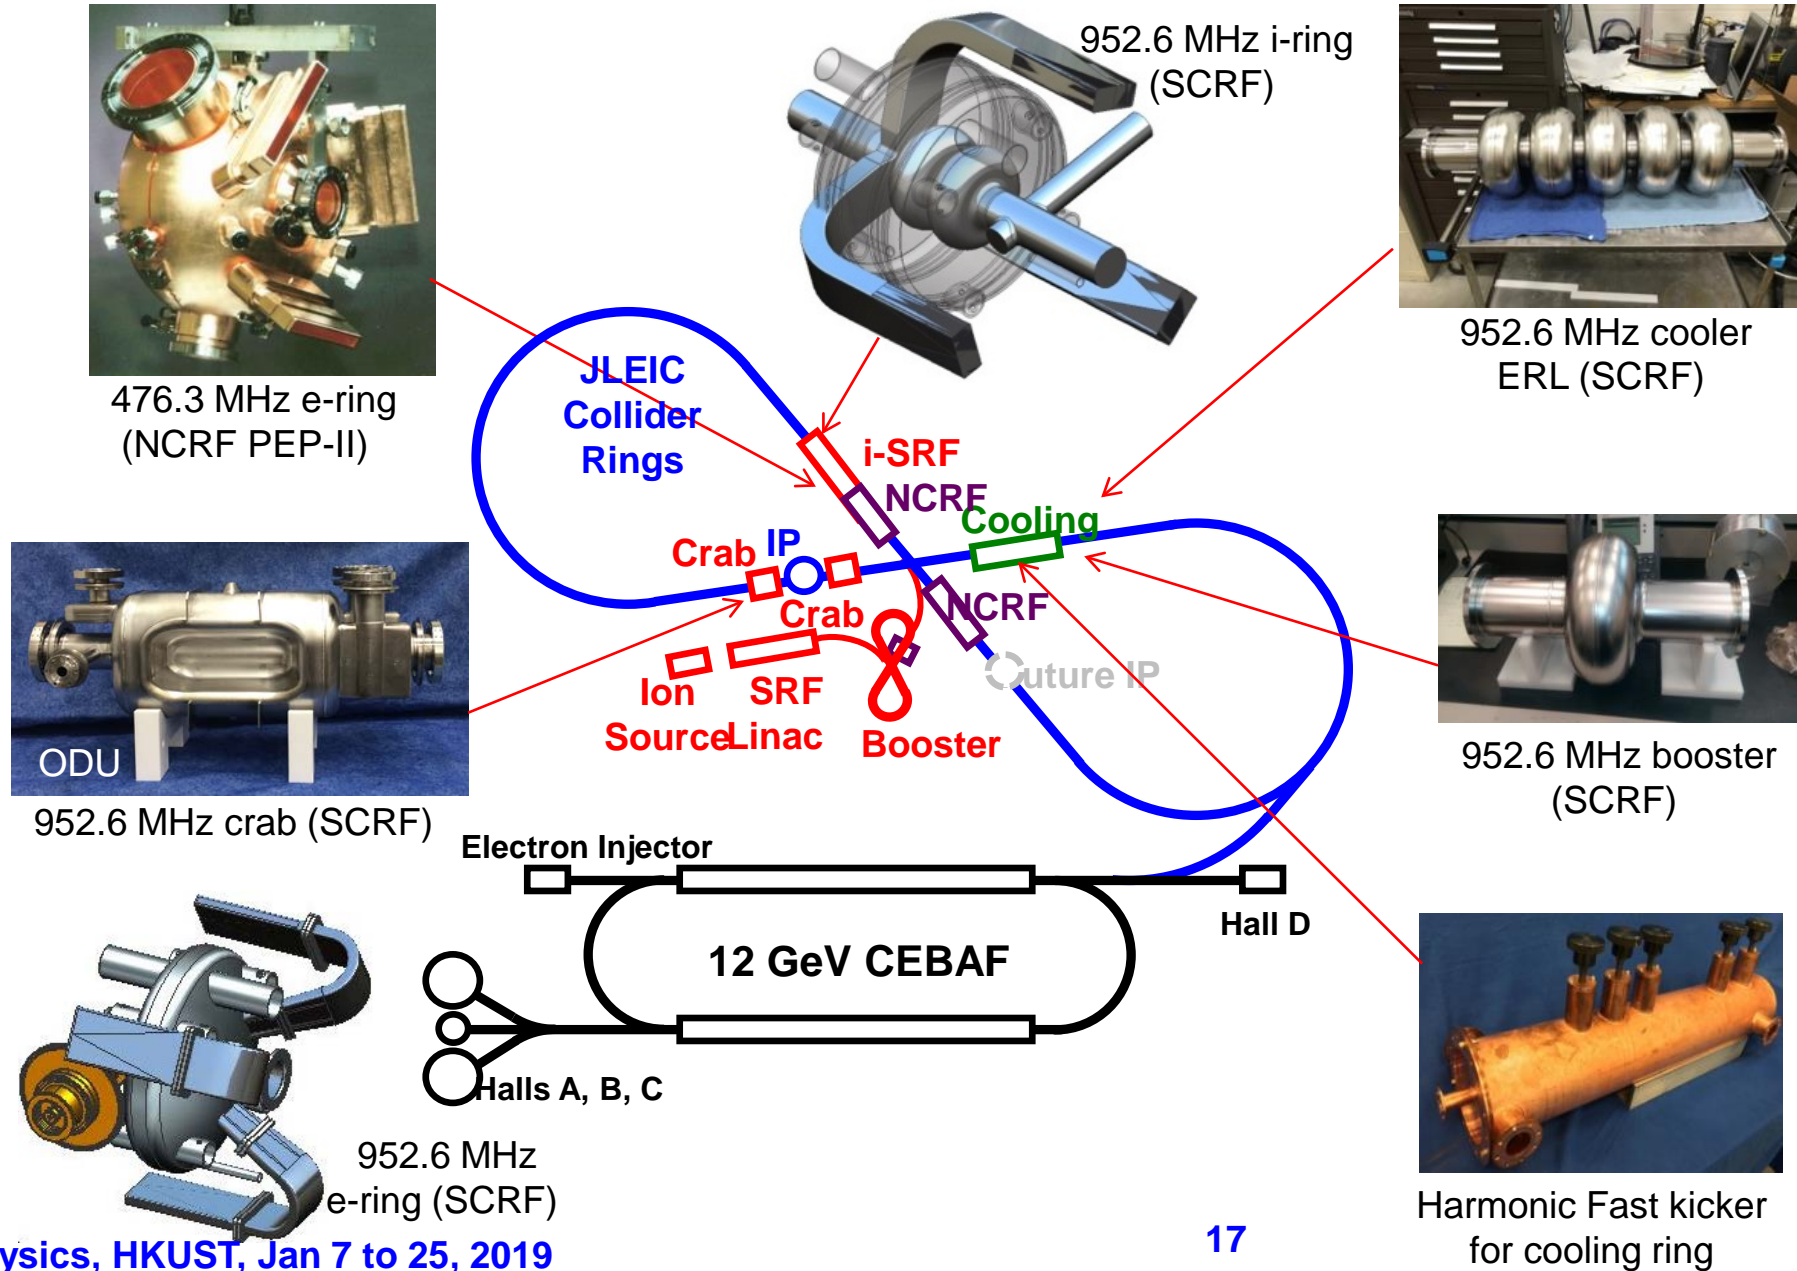 952.6 MHz i-ring
(SCRF)
476.3 MHz e-ring
(NCRF PEP-II)
952.6 MHz cooler
ERL (SCRF)
JLEIC
Collider
Rings
i-SRF
NCRF
Cooling
Crab
IP
Crab
NCRF
Ion
Source
SRF
Linac
Booster
uture IP
ODU
952.6 MHz crab (SCRF)
952.6 MHz booster
(SCRF)
Electron Injector
Hall D
12 GeV CEBAF
Halls A, B, C
952.6 MHz
e-ring (SCRF)
Harmonic Fast kicker
for cooling ring
ysics, HKUST, Jan 7 to 25, 2019
17